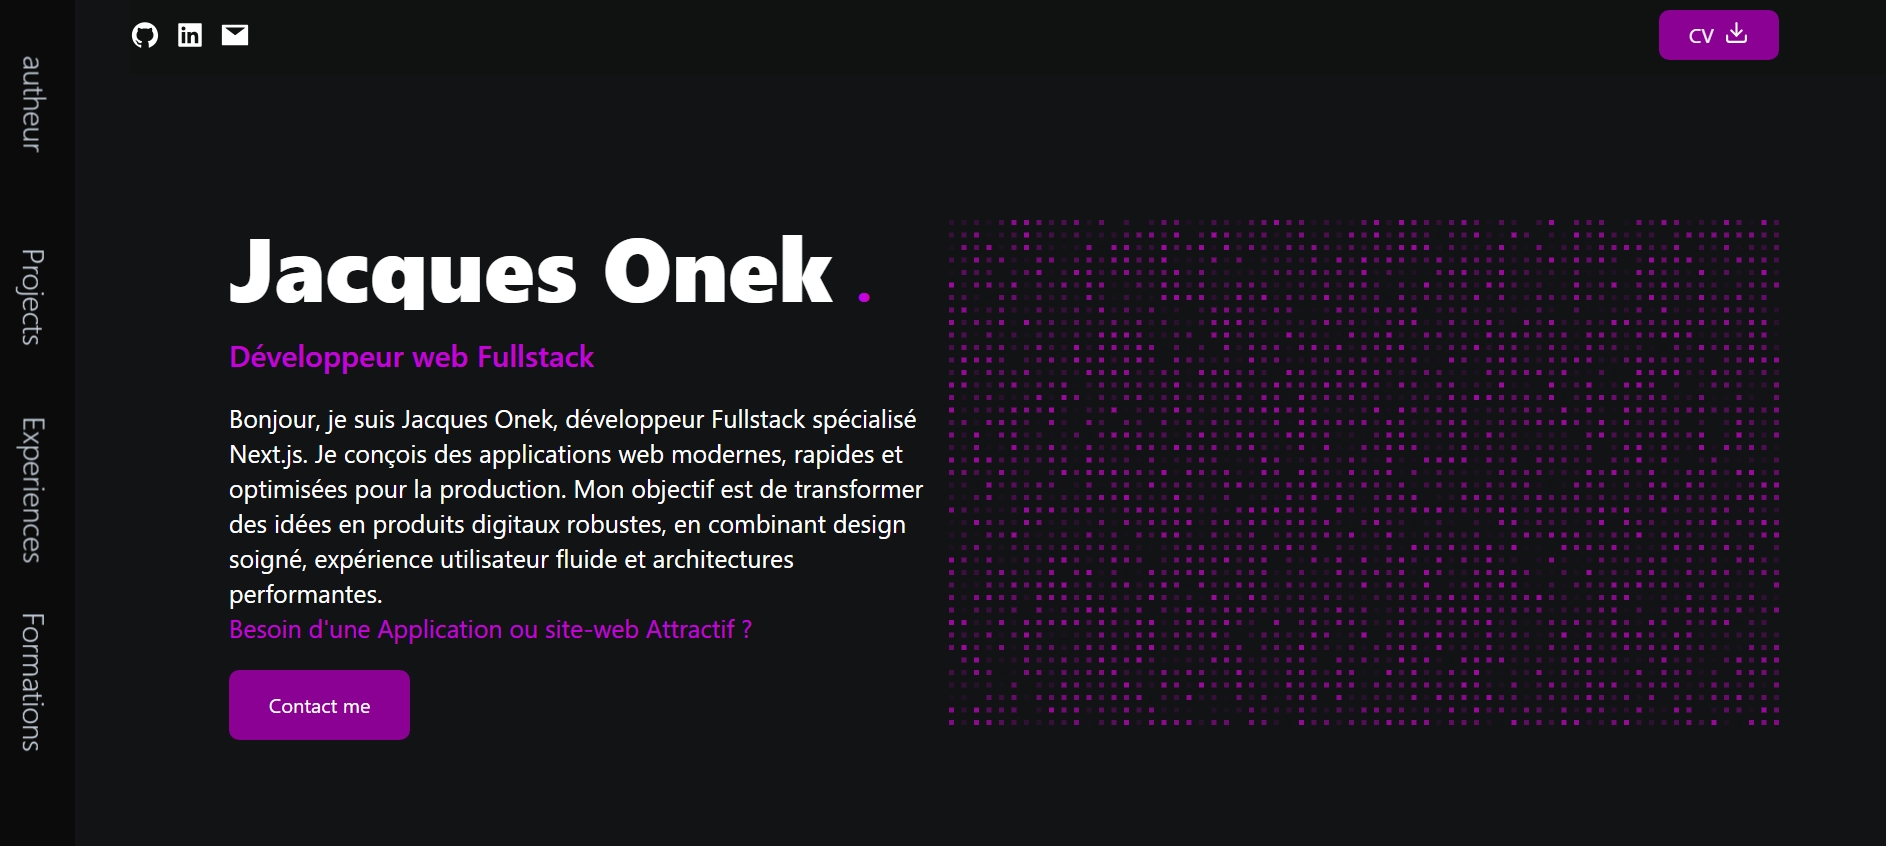 autheur
Projects
Experiences
Formations
in
CV
Jacques Onek .
Développeur web Fullstack
Bonjour, je suis Jacques Onek, développeur Fullstack spécialisé
Next.js. Je conçois des applications web modernes, rapides et
optimisées pour la production. Mon objectif est de transformer
des idées en produits digitaux robustes, en combinant design
soigné, expérience utilisateur fluide et architectures
performantes.
Besoin d'une Application ou site-web Attractif ?
Contact me